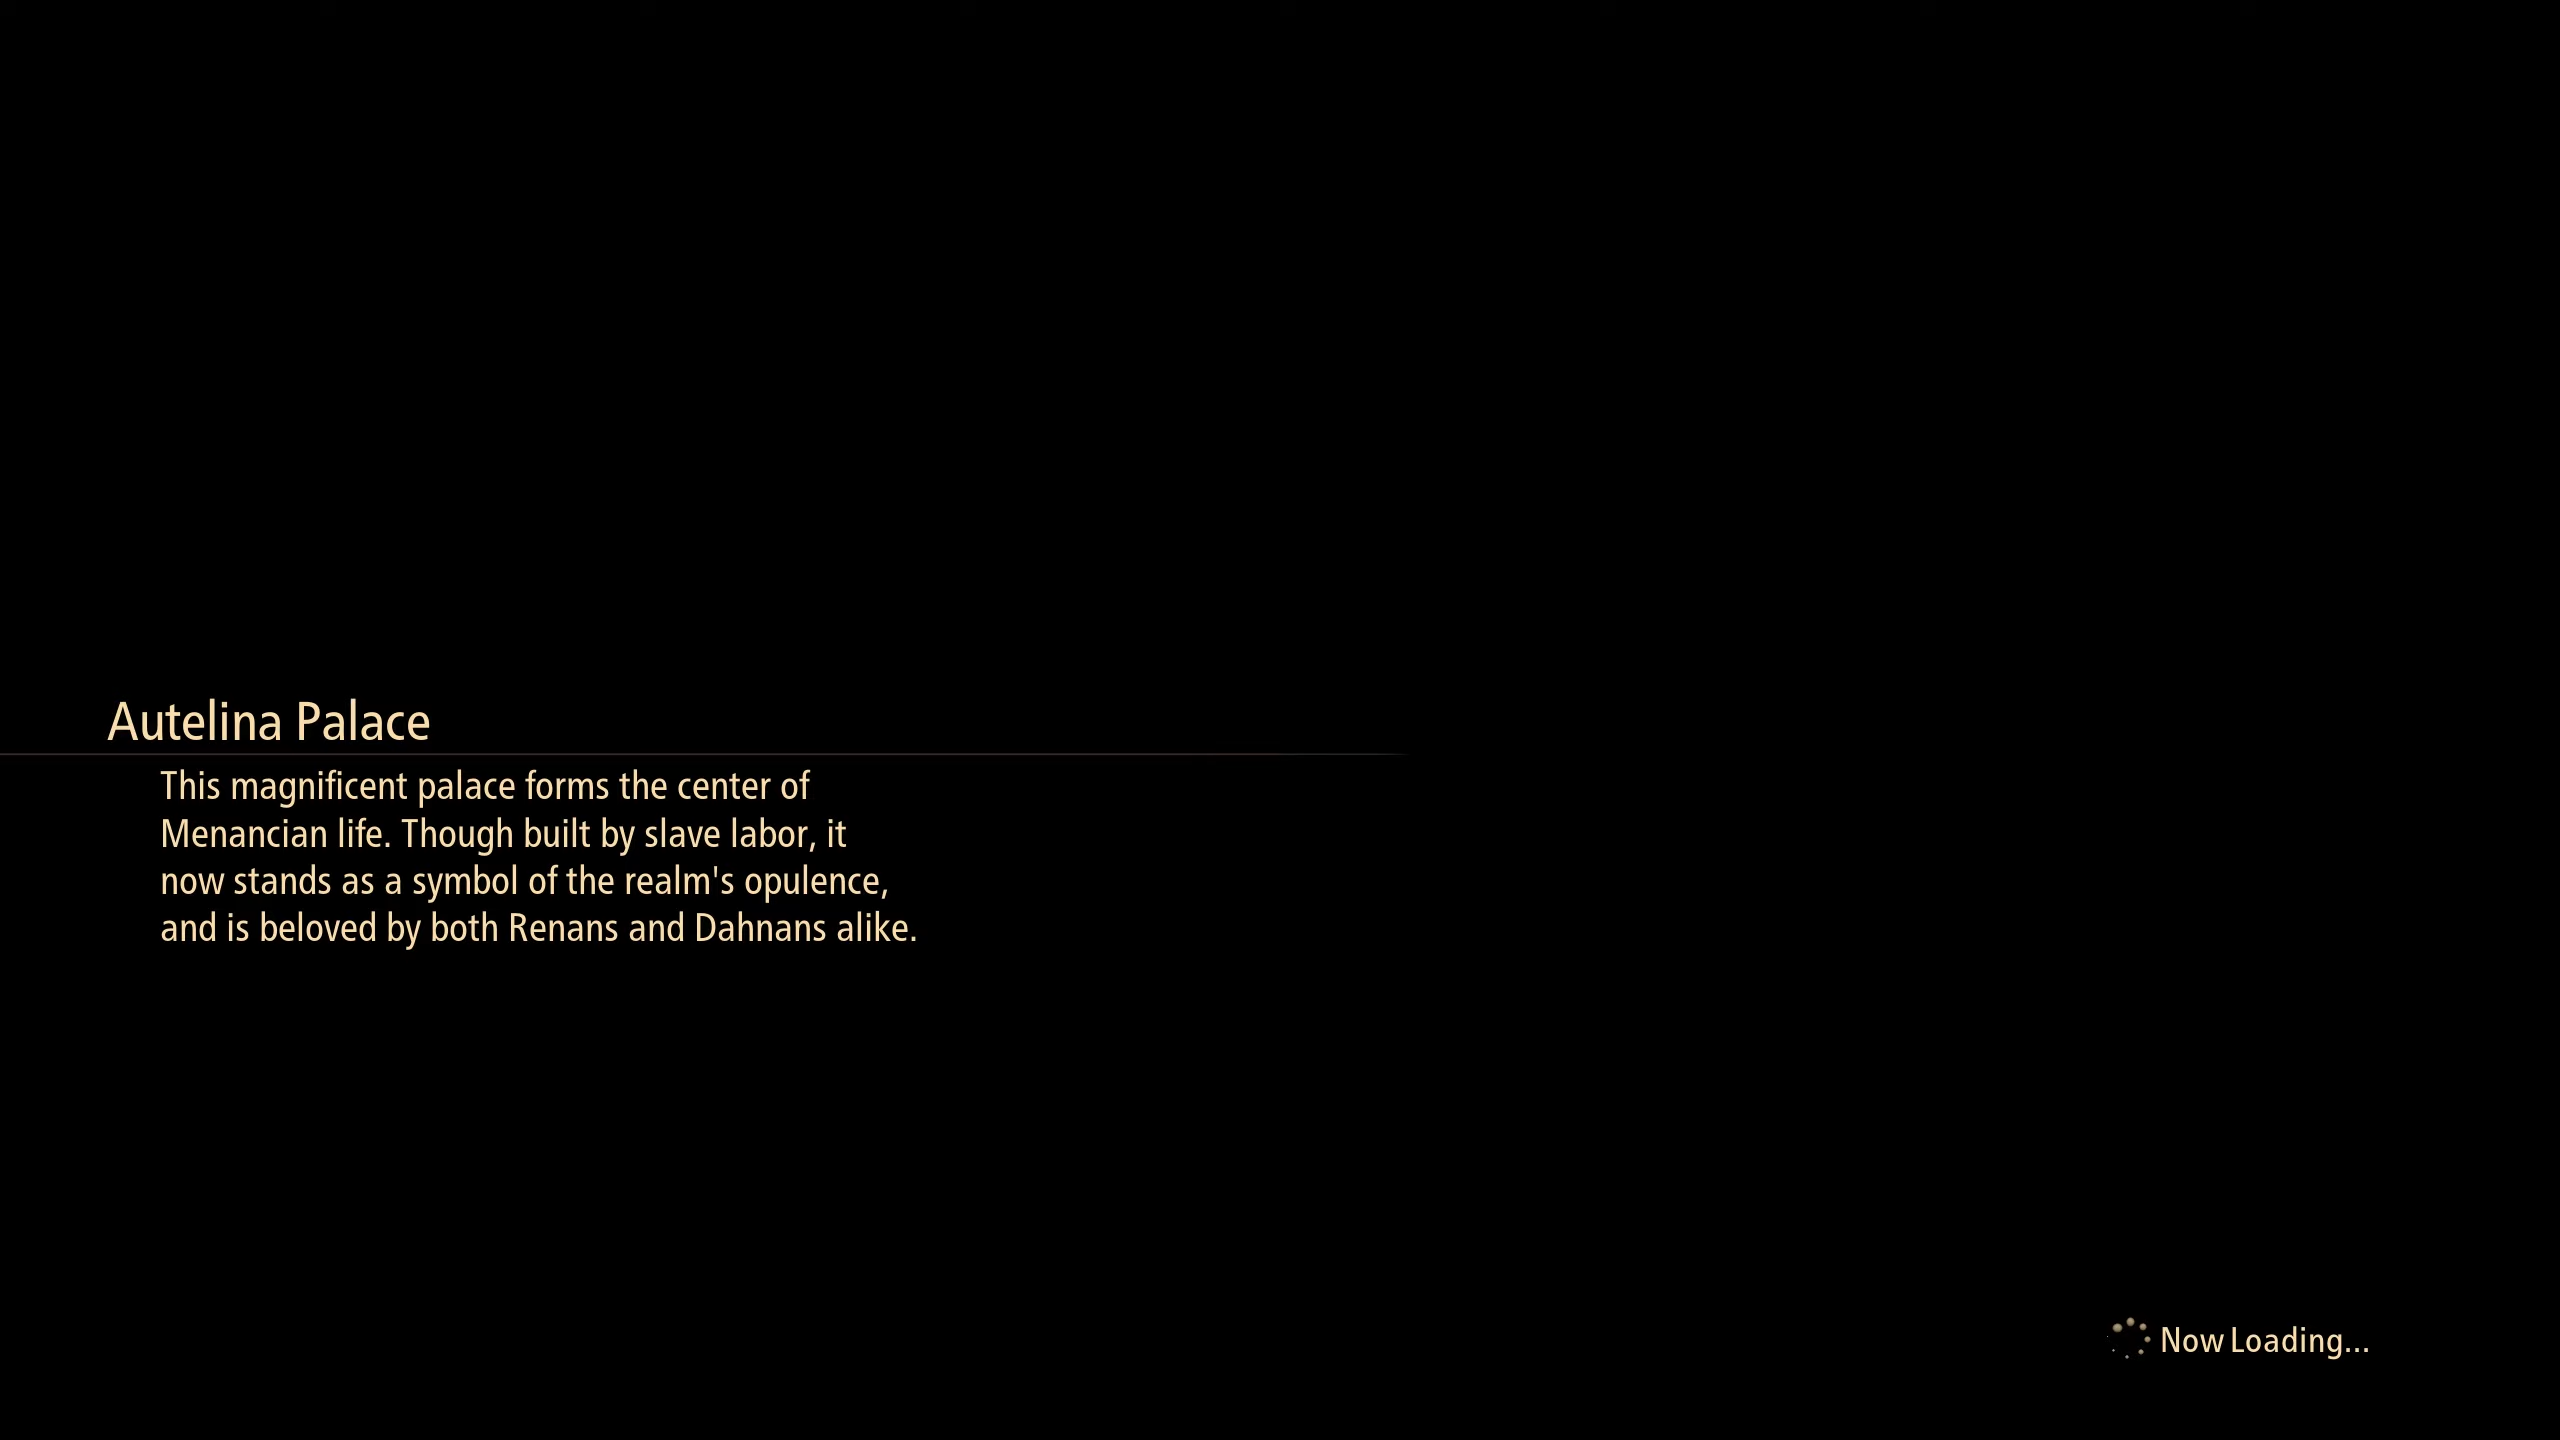 Autelina Palace
This magnificent palace forms the center of
Menancian life. Though built by slave labor, it
now stands as a symbol of the realm's opulence,
and is beloved by both Renans and Dahnans alike.
Now Loading...